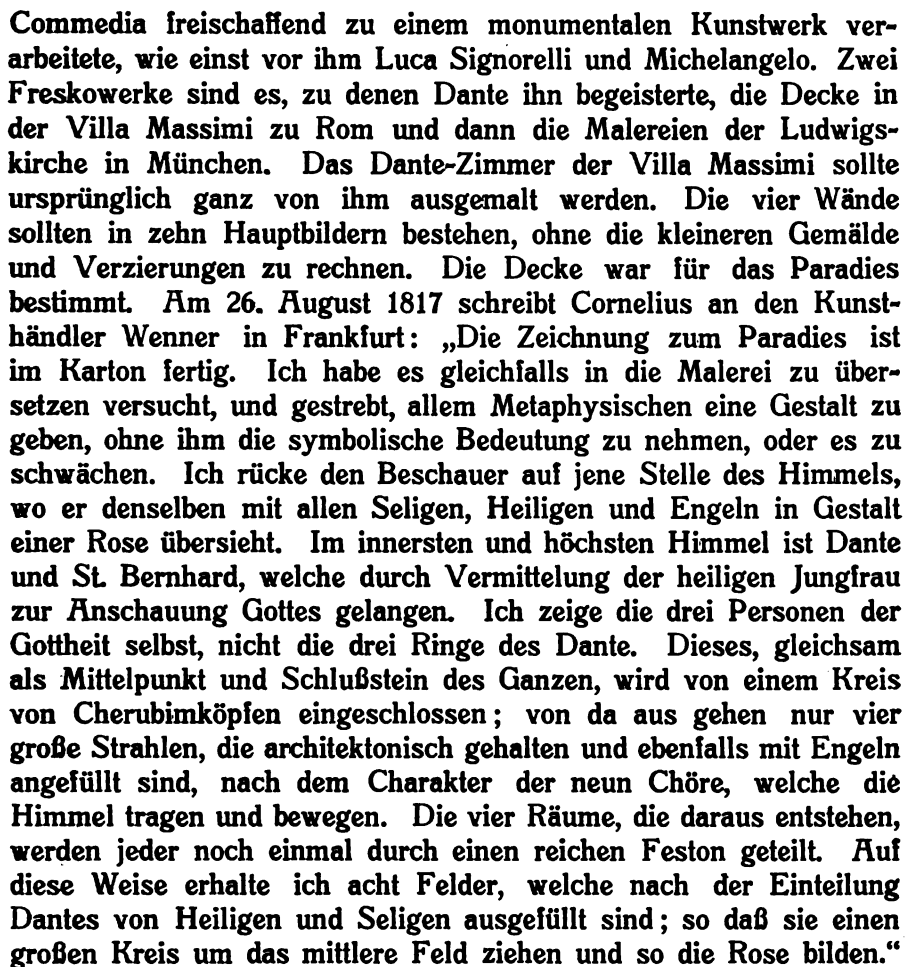 Commedia freischaffend zu einem monumentalen Kunstwerk ver-
arbeitete, wie einst vor ihm Luca Signorelli und Michelangelo. Zwei
Freskowerke sind es, zu denen Dante ihn begeisterte, die Decke in
der Villa Massimi zu Rom und dann die Malereien der Ludwigs-
kirche in München. Das Dante-Zimmer der Villa Massimi sollte
ursprünglich ganz von ihm ausgemalt werden. Die vier Wände
sollten in zehn Hauptbildern bestehen, ohne die kleineren Gemälde
und Verzierungen zu rechnen. Die Decke war für das Paradies
bestimmt. Am 26. August 1817 schreibt Cornelius an den Kunst-
händler Wenner in Frankfurt: „Die Zeichnung zum Paradies ist
im Karton fertig. Ich habe es gleichfalls in die Malerei zu über-
setzen versucht, und gestrebt, allem Metaphysischen eine Gestalt zu
geben, ohne ihm die symbolische Bedeutung zu nehmen, oder es zu
schwächen. Ich rücke den Beschauer auf jene Stelle des Himmels,
wo er denselben mit allen Seligen, Heiligen und Engeln in Gestalt
einer Rose übersieht. Im innersten und höchsten Himmel ist Dante
und St. Bernhard, welche durch Vermittelung der heiligen Jungfrau
zur Anschauung Gottes gelangen. Ich zeige die drei Personen der
Gottheit selbst, nicht die drei Ringe des Dante. Dieses, gleichsam
als Mittelpunkt und Schlußstein des Ganzen, wird von einem Kreis
von Cherubimköpfen eingeschlossen; von da aus gehen nur vier
große Strahlen, die architektonisch gehalten und ebenfalls mit Engeln
angefüllt sind, nach dem Charakter der neun Chöre, welche die
Himmel tragen und bewegen. Die vier Räume, die daraus entstehen,
werden jeder noch einmal durch einen reichen Feston geteilt. Auf
diese Weise erhalte ich acht Felder, welche nach der Einteilung
Dantes von Heiligen und Seligen ausgefüllt sind; so daß sie einen
großen Kreis um das mittlere Feld ziehen und so die Rose bilden.“